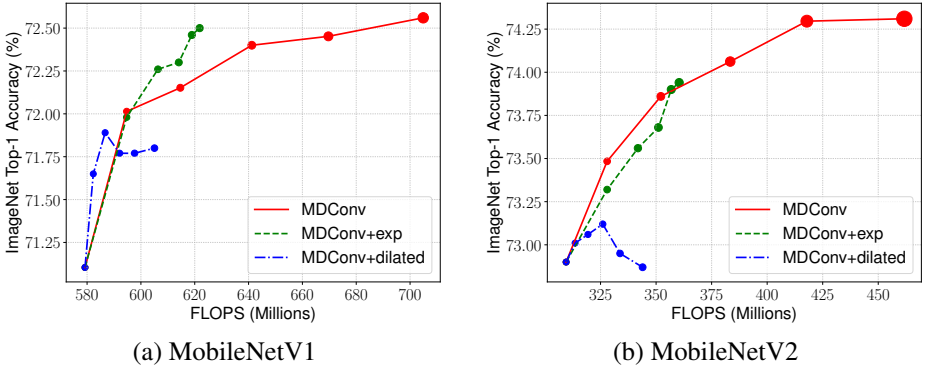 72.50
72.25
72.00
71.75
71.50
71.25
ImageNet Top-1 Accuracy (%)
MDConv
MDConv+exp
MDConv+dilated
580 600 620 640 660 680 700
FLOPS (Millions)
(a) MobileNetV1
74.25
74.00
73.75
73.50
73.25
73.00
ImageNet Top-1 Accuracy (%)
MDConv
MDConv+exp
MDConv+dilated
325 350 375 400 425 450
FLOPS (Millions)
(b) MobileNetV2